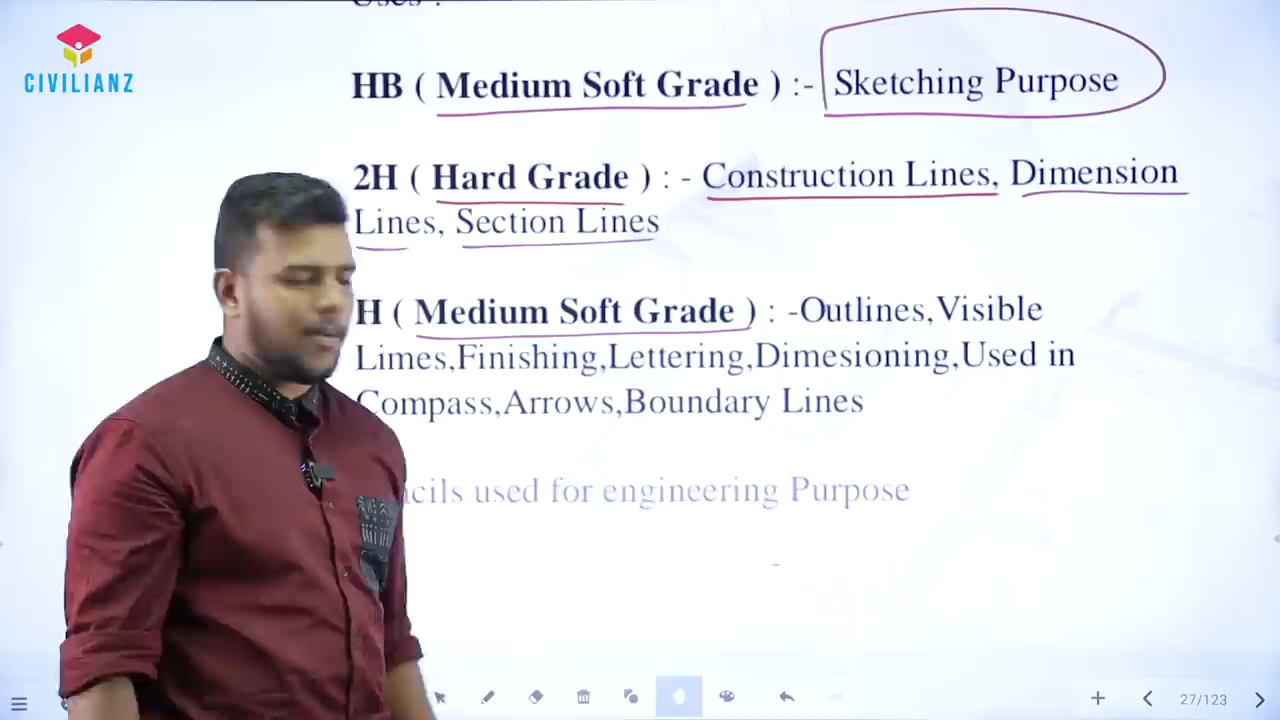 CIVILIANZ
HB ( Medium Soft Grade ) :- Sketching Purpose
2H ( Hard Grade ) : - Construction Lines, Dimension
Lines, Section Lines
H ( Medium Soft Grade ) : -Outlines,Visible
Limes,Finishing,Lettering,Dimesioning,Used in
Compass,Arrows,Boundary Lines
used for engineering Purpose
27/123